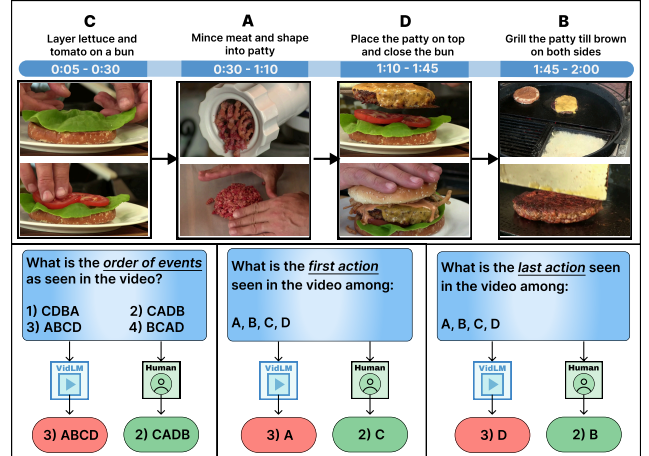 C
Layer lettuce and
tomato on a bun
0:05 - 0:30
A
Mince meat and shape
into patty
0:30 - 1:10
D
Place the patty on top
and close the bun
1:10 - 1:45
B
Grill the patty till brown
on both sides
1:45 - 2:00
What is the order of events
as seen in the video?
1) CDBA 2) CADB
3) ABCD 4) BCAD
VidLM
Human
3) ABCD
2) CADB
What is the first action
seen in the video among:
A, B, C, D
VidLM
Human
3) A
2) C
What is the last action seen
in the video among:
A, B, C, D
VidLM
Human
3) D
2) B